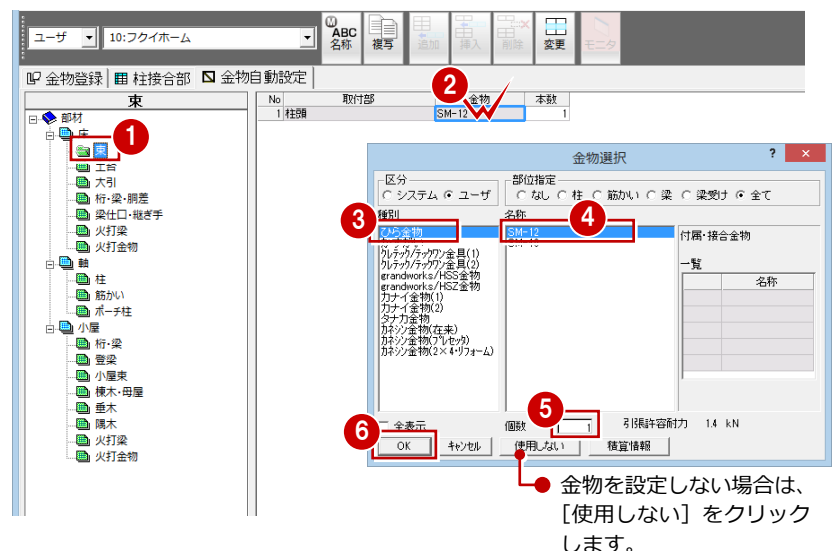 ユーザ 10:フクイホーム ABC 名称 複写 追加 挿入 削除 変更 モニタ
金物登録 柱接合部 金物自動設定
束
部材
床
束
土台
大引
桁・梁・胴差
梁仕口・継ぎ手
火打梁
火打金物
軸
柱
筋かい
ポーチ柱
小屋
桁・梁
登梁
小屋束
棟木・母屋
垂木
隅木
火打梁
火打金物
No 取付部 金物 本数
1 柱頭 SM-12 1
1
2
金物選択 ? ×
区分
システム ユーザ
部位指定
なし 柱 筋かい 梁 梁受け 全て
3
種別
ひら金物
クレテック/テックワン金具(1)
クレテック/テックワン金具(2)
grandworks/HSS金物
grandworks/HSZ金物
カナイ金物(1)
カナイ金物(2)
タナカ金物
カネシン金物(在来)
カネシン金物(プレセッタ)
カネシン金物(2×4・リフォーム)
4
名称
SM-12
付属・接合金物
一覧
名称
全表示
5
個数 1 引張許容耐力 1.4 kN
6
OK キャンセル 使用しない 積算情報
金物を設定しない場合は、
［使用しない］をクリック
します。